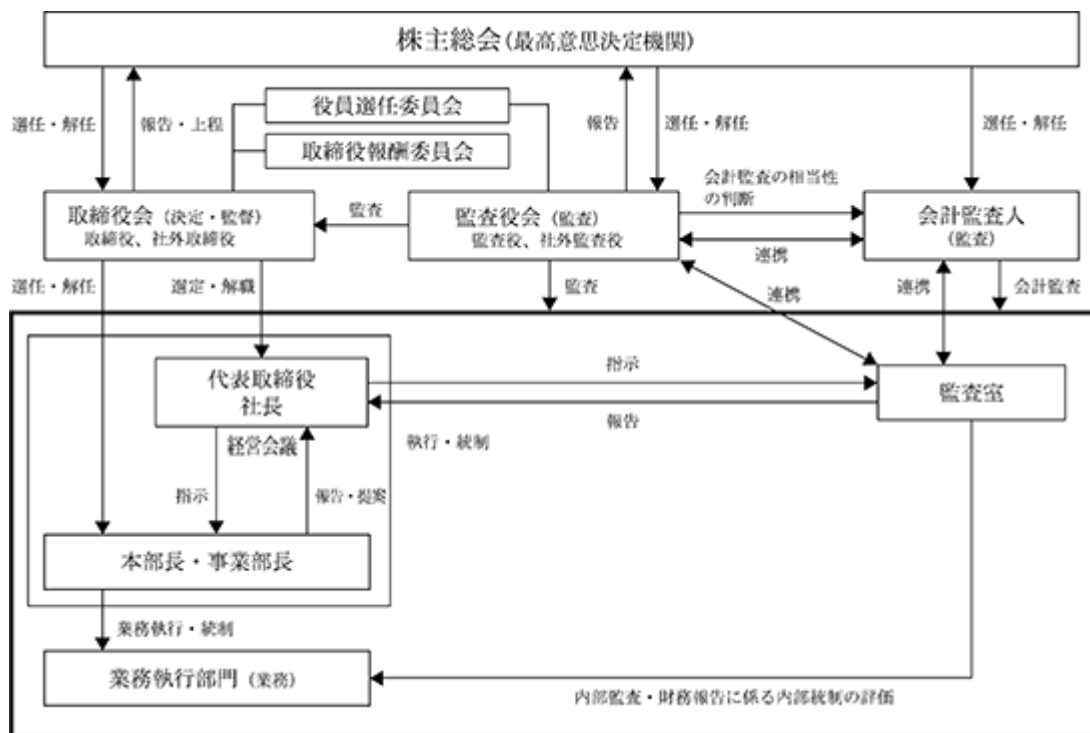 株主総会(最高意思決定機関)
役員選任委員会
選任・解任
報告・上程
報告
選任・解任
選任・解任
取締役報酬委員会
会計監査の相当性
の判断
取締役会(決定・監督)
取締役、社外取締役
監査
監査役会(監査)
監査役、社外監査役
会計監査人
(監査)
連携
選任・解任
選定・解職
監査
連携
連携
会計監査
代表取締役
社長
指示
監査室
報告
経営会議
執行・統制
指示
報告・提案
本部長・事業部長
業務執行・統制
業務執行部門(業務)
内部監査・財務報告に係る内部統制の評価